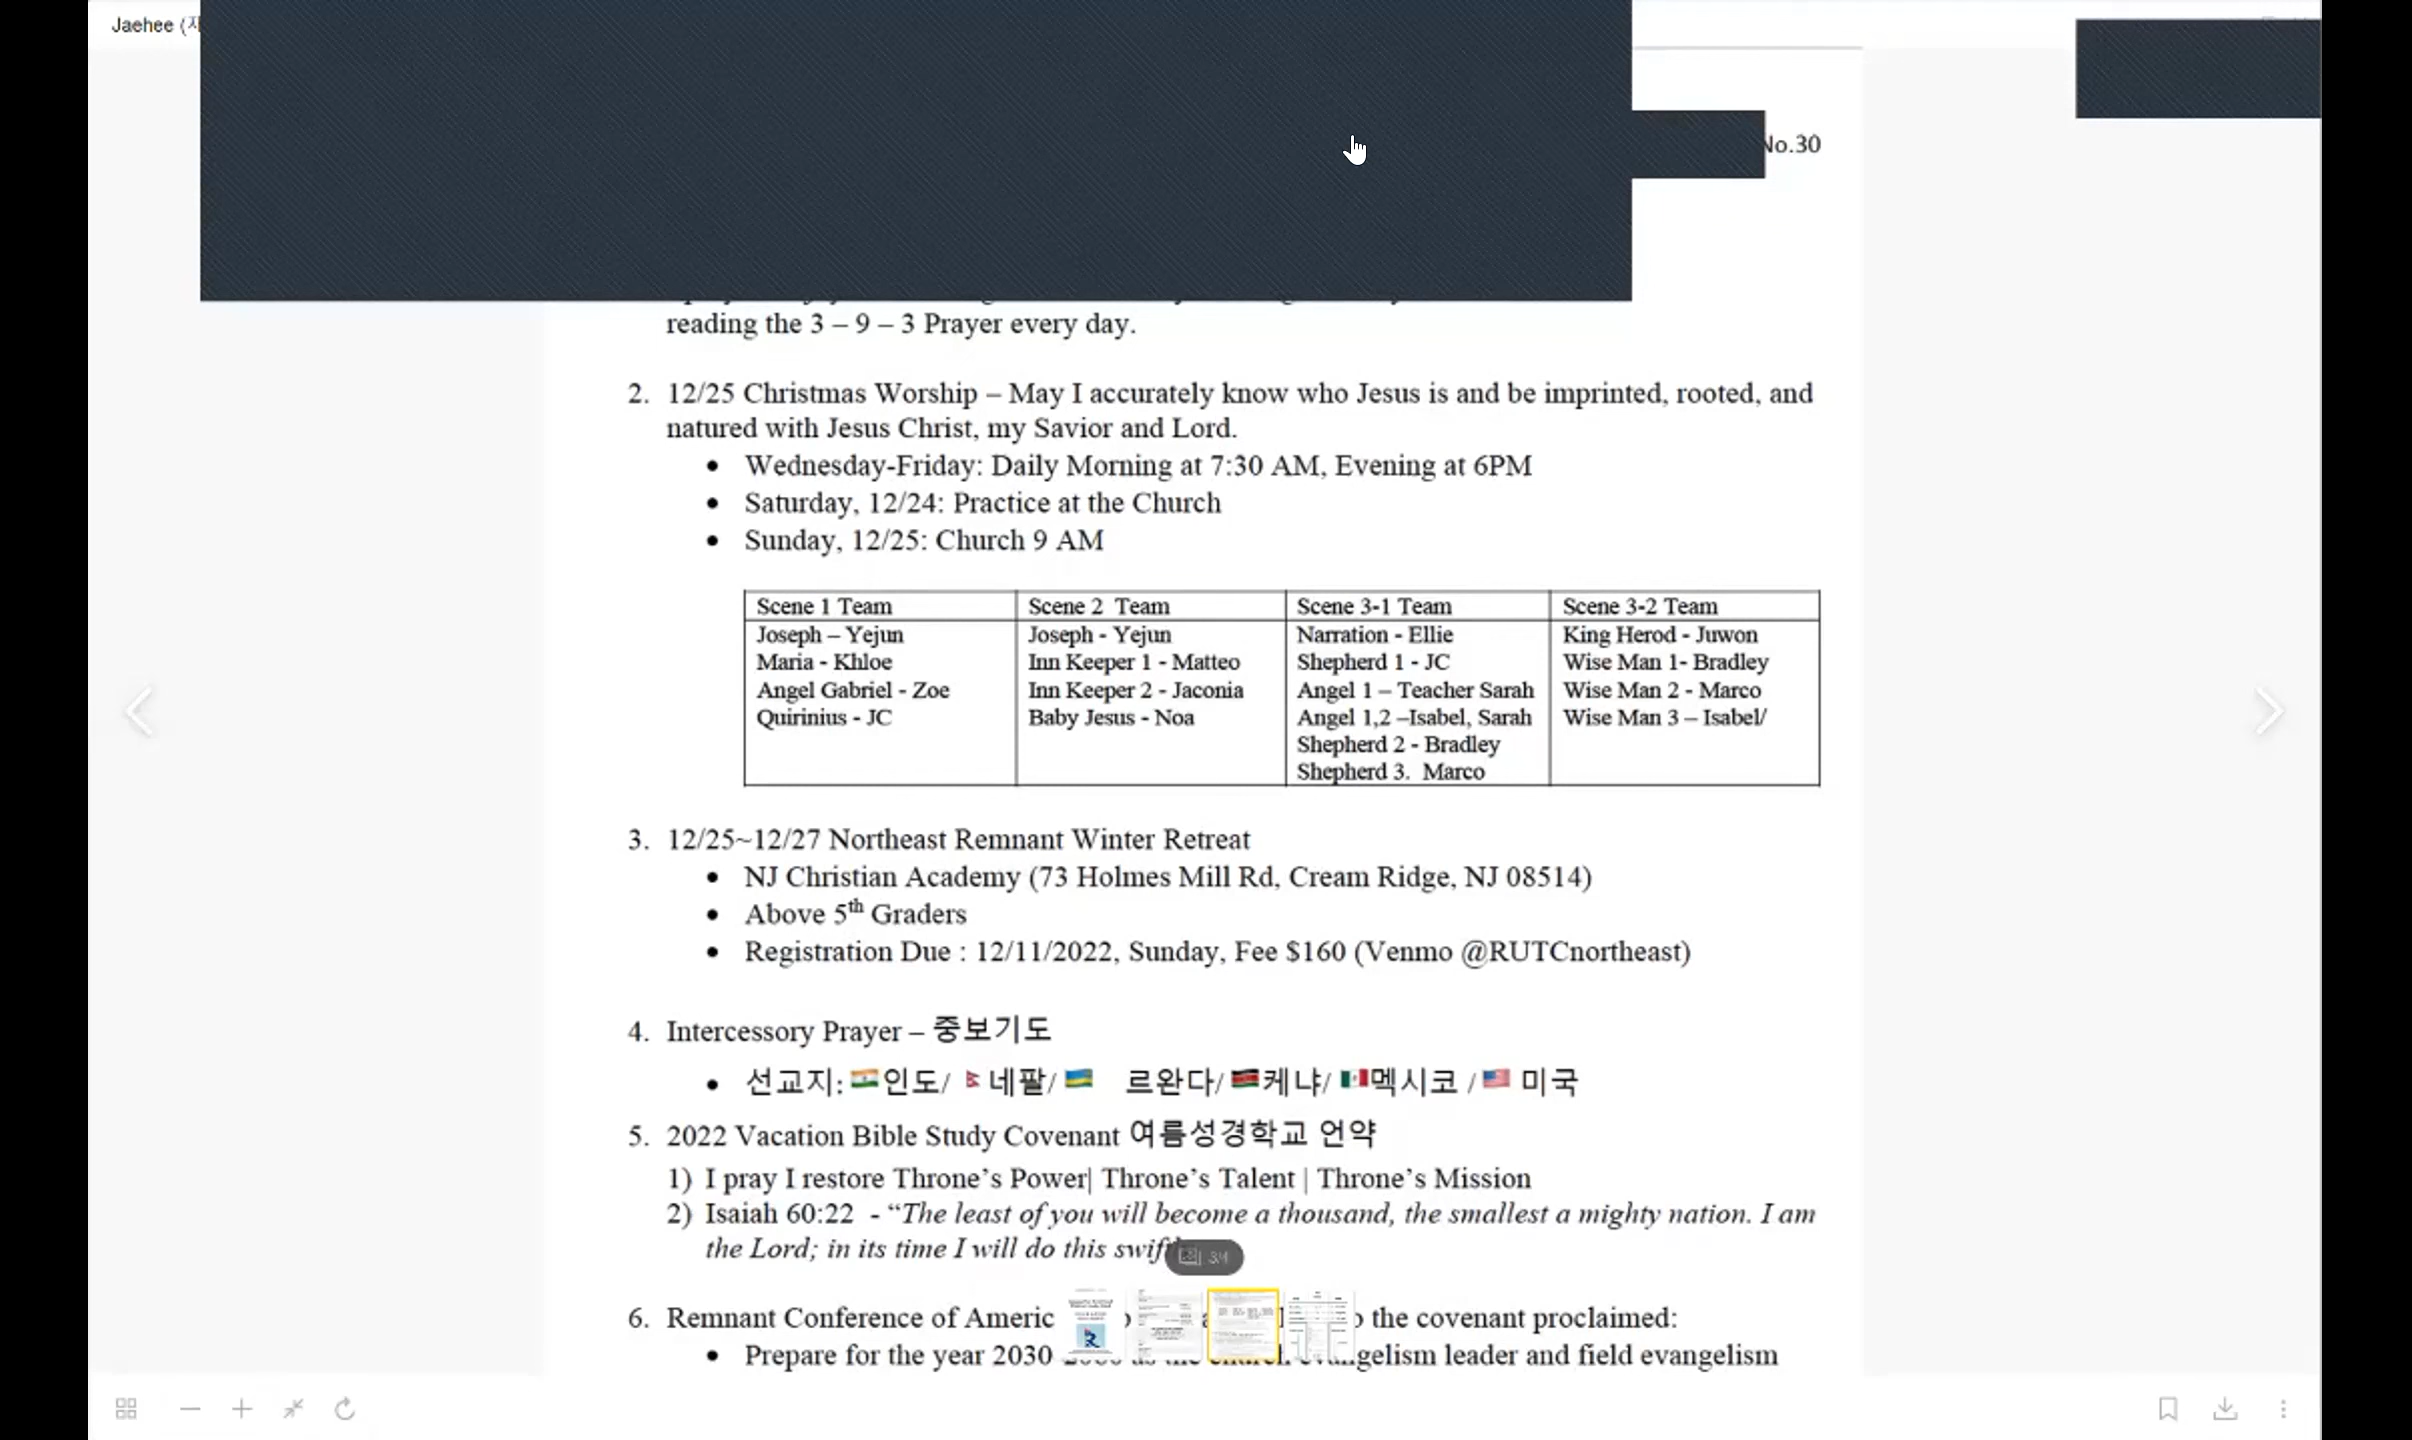 Jaehee
No.30
reading the 3 – 9 – 3 Prayer every day.
2. 12/25 Christmas Worship – May I accurately know who Jesus is and be imprinted, rooted, and
natured with Jesus Christ, my Savior and Lord.
• Wednesday-Friday: Daily Morning at 7:30 AM, Evening at 6PM
• Saturday, 12/24: Practice at the Church
• Sunday, 12/25: Church 9 AM
Scene 1 Team
Joseph – Yejun
Maria - Khloe
Angel Gabriel - Zoe
Quirinius - JC
Scene 2 Team
Joseph - Yejun
Inn Keeper 1 - Matteo
Inn Keeper 2 - Jaconia
Baby Jesus - Noa
Scene 3-1 Team
Narration - Ellie
Shepherd 1 - JC
Angel 1 – Teacher Sarah
Angel 1,2 –Isabel, Sarah
Shepherd 2 - Bradley
Shepherd 3. Marco
Scene 3-2 Team
King Herod - Juwon
Wise Man 1- Bradley
Wise Man 2 - Marco
Wise Man 3 – Isabel/
3. 12/25~12/27 Northeast Remnant Winter Retreat
• NJ Christian Academy (73 Holmes Mill Rd, Cream Ridge, NJ 08514)
• Above 5th Graders
• Registration Due : 12/11/2022, Sunday, Fee $160 (Venmo @RUTCnortheast)
4. Intercessory Prayer – 중보기도
• 선교지: 인도/ 네팔/ 르완다/ 케냐/ 멕시코 / 미국
5. 2022 Vacation Bible Study Covenant 여름성경학교 언약
1) I pray I restore Throne's Power| Throne's Talent | Throne's Mission
2) Isaiah 60:22 - “The least of you will become a thousand, the smallest a mighty nation. I am
the Lord; in its time I will do this
3/4
6. Remnant Conference of the covenant proclaimed:
• Prepare for the year 2030 leader and field evangelism